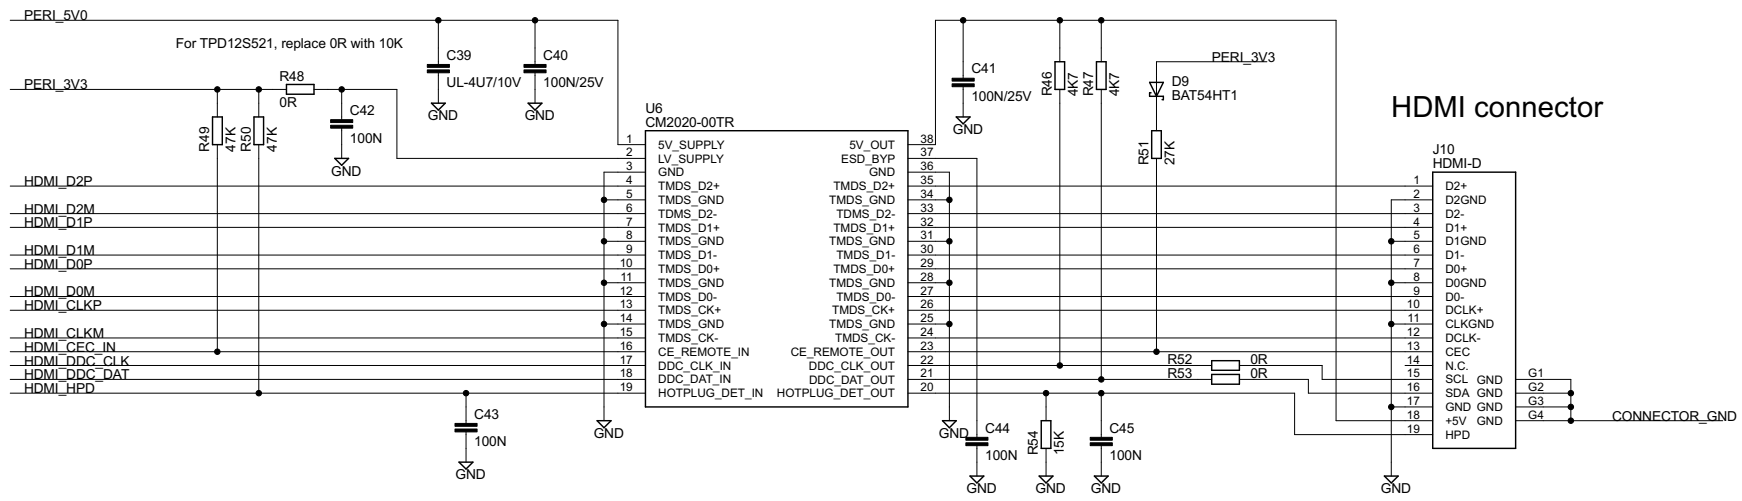 PERI_5V0
For TPD12S521, replace 0R with 10K
PERI_3V3
R48
0R
R49
47K
R50
47K
C42
100N
GND
C39
UL-4U7/10V
GND
C40
100N/25V
GND
C41
100N/25V
GND
R46
4K7
R47
4K7
PERI_3V3
D9
BAT54HT1
R51
27K
HDMI connector
U6
CM2020-00TR
1 5V_SUPPLY 5V_OUT 38
2 LV_SUPPLY ESD_BYP 37
3 GND GND 36
4 TMDS_D2+ TMDS_D2+ 35
5 TMDS_GND TMDS_GND 34
6 TDMS_D2- TDMS_D2- 33
7 TMDS_D1+ TMDS_D1+ 32
8 TMDS_GND TMDS_GND 31
9 TMDS_D1- TMDS_D1- 30
10 TMDS_D0+ TMDS_D0+ 29
11 TMDS_GND TMDS_GND 28
12 TMDS_D0- TMDS_D0- 27
13 TMDS_CK+ TMDS_CK+ 26
14 TMDS_GND TMDS_GND 25
15 TMDS_CK- TMDS_CK- 24
16 CE_REMOTE_IN CE_REMOTE_OUT 23
17 DDC_CLK_IN DDC_CLK_OUT 22
18 DDC_DAT_IN DDC_DAT_OUT 21
19 HOTPLUG_DET_IN HOTPLUG_DET_OUT 20
HDMI_D2P
HDMI_D2M
HDMI_D1P
HDMI_D1M
HDMI_D0P
HDMI_D0M
HDMI_CLKP
HDMI_CLKM
HDMI_CEC_IN
HDMI_DDC_CLK
HDMI_DDC_DAT
HDMI_HPD
C43
100N
GND
GND
GND
C44
100N
GND
R54
15K
GND
C45
100N
GND
R52 0R
R53 0R
J10
HDMI-D
1 D2+
2 D2GND
3 D2-
4 D1+
5 D1GND
6 D1-
7 D0+
8 D0GND
9 D0-
10 DCLK+
11 CLKGND
12 DCLK-
13 CEC
14 N.C.
15 SCL GND G1
16 SDA GND G2
17 GND GND G3
18 +5V GND G4
19 HPD
CONNECTOR_GND
GND